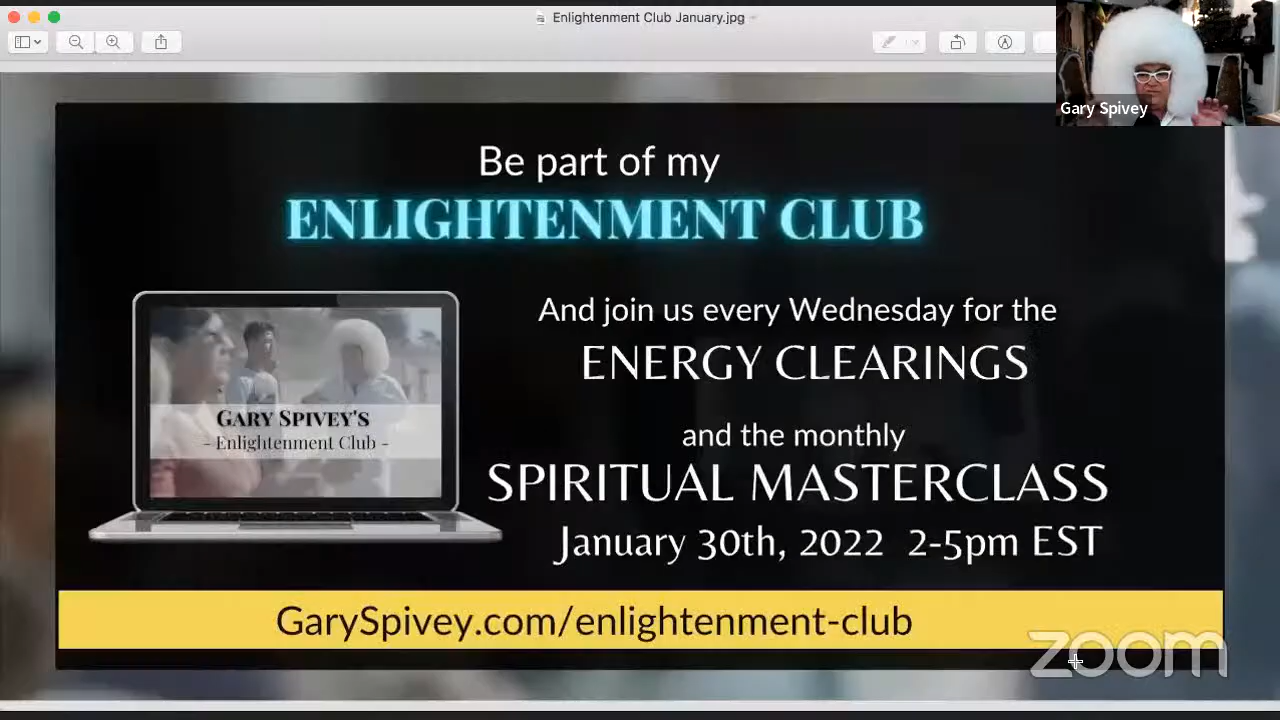 Enlightenment Club January.jpg
Gary Spivey
Be part of my
ENLIGHTENMENT CLUB
And join us every Wednesday for the
ENERGY CLEARINGS
GARY SPIVEY'S
- Enlightenment Club -
and the monthly
SPIRITUAL MASTERCLASS
January 30th, 2022 2-5pm EST
GarySpivey.com/enlightenment-club
zoom